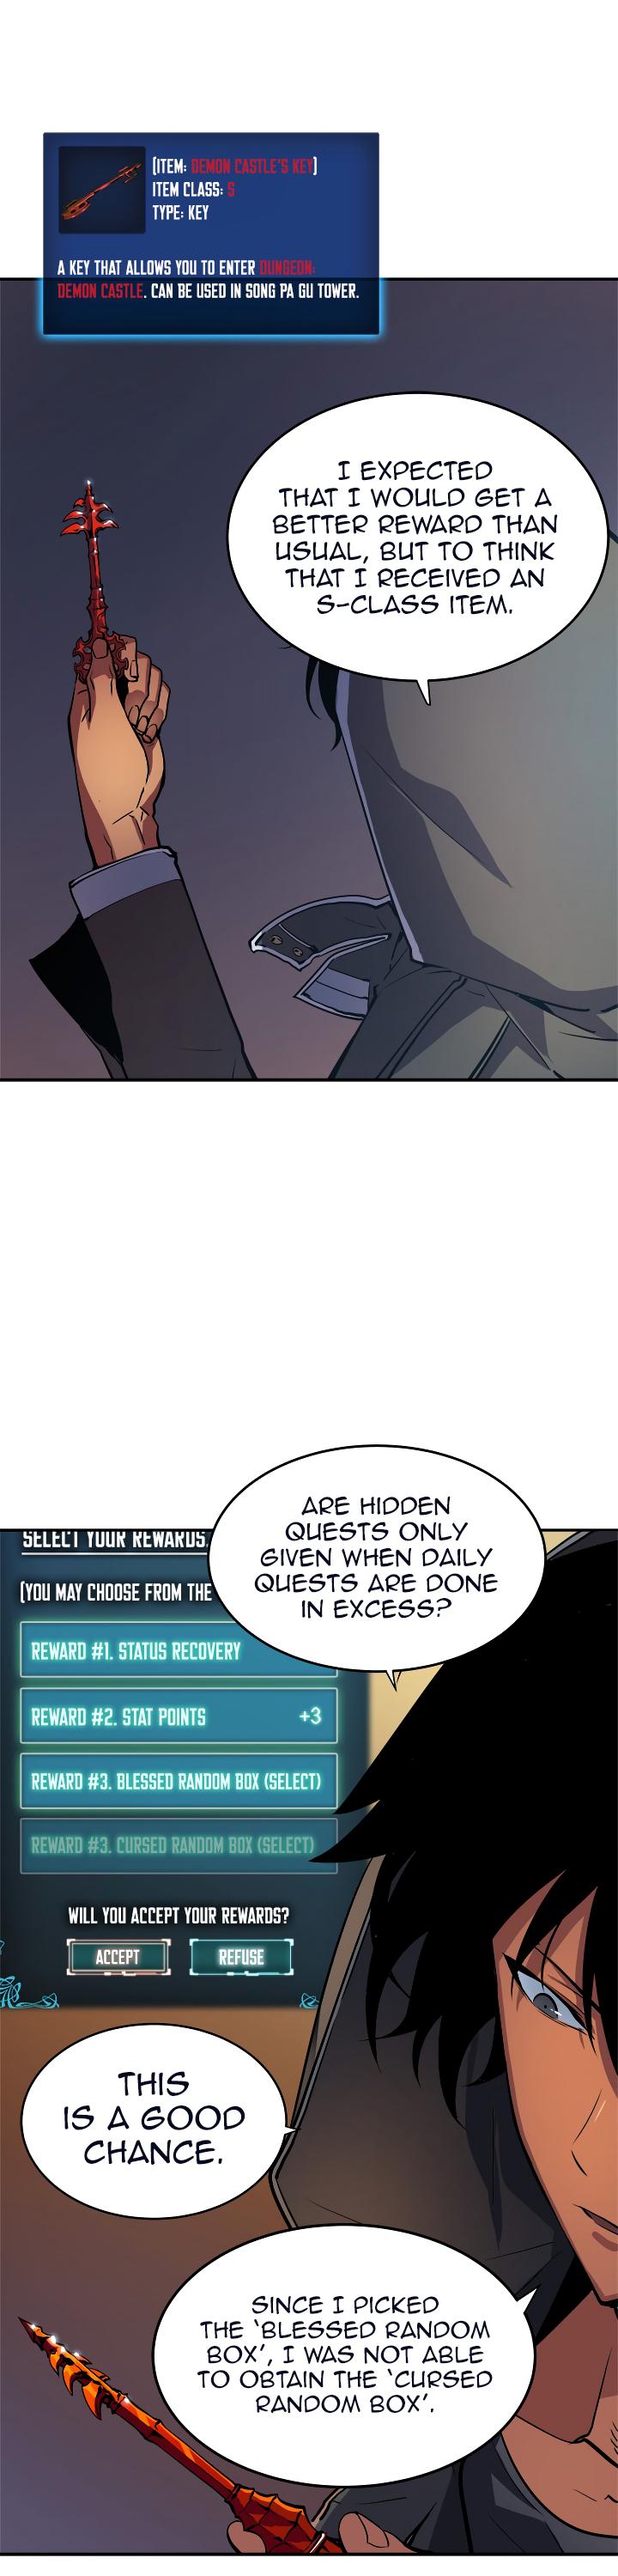 [ITEM: DEMON CASTLE'S KEY]
ITEM CLASS: S
TYPE: KEY
A KEY THAT ALLOWS YOU TO ENTER DUNGEON:
DEMON CASTLE. CAN BE USED IN SONG PA GU TOWER.
I EXPECTED
THAT I WOULD GET A
BETTER REWARD THAN
USUAL, BUT TO THINK
THAT I RECEIVED AN
S-CLASS ITEM.
ARE HIDDEN
QUESTS ONLY
GIVEN WHEN DAILY
QUESTS ARE DONE
IN EXCESS?
SELECT YOUR REWARDS.
(YOU MAY CHOOSE FROM THE
REWARD #1. STATUS RECOVERY
REWARD #2. STAT POINTS +3
REWARD #3. BLESSED RANDOM BOX (SELECT)
REWARD #3. CURSED RANDOM BOX (SELECT)
WILL YOU ACCEPT YOUR REWARDS?
ACCEPT REFUSE
THIS
IS A GOOD
CHANCE.
SINCE I PICKED
THE 'BLESSED RANDOM
BOX', I WAS NOT ABLE
TO OBTAIN THE 'CURSED
RANDOM BOX'.